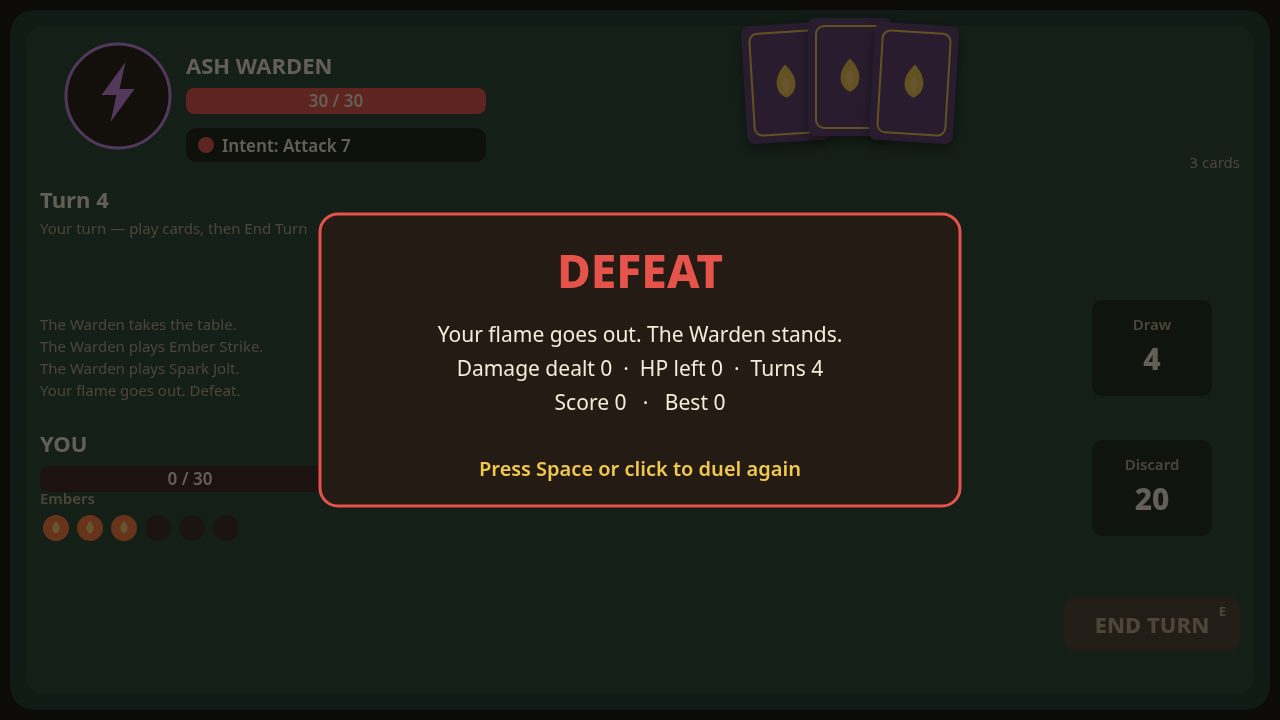 ASH WARDEN
30 / 30
Intent: Attack 7
3 cards
Turn 4
Your turn — play cards, then End Turn
DEFEAT
Your flame goes out. The Warden stands.
Damage dealt 0 · HP left 0 · Turns 4
Score 0 · Best 0
Press Space or click to duel again
The Warden takes the table.
The Warden plays Ember Strike.
The Warden plays Spark Jolt.
Your flame goes out. Defeat.
Draw
4
YOU
0 / 30
Embers
Discard
20
END TURN
E